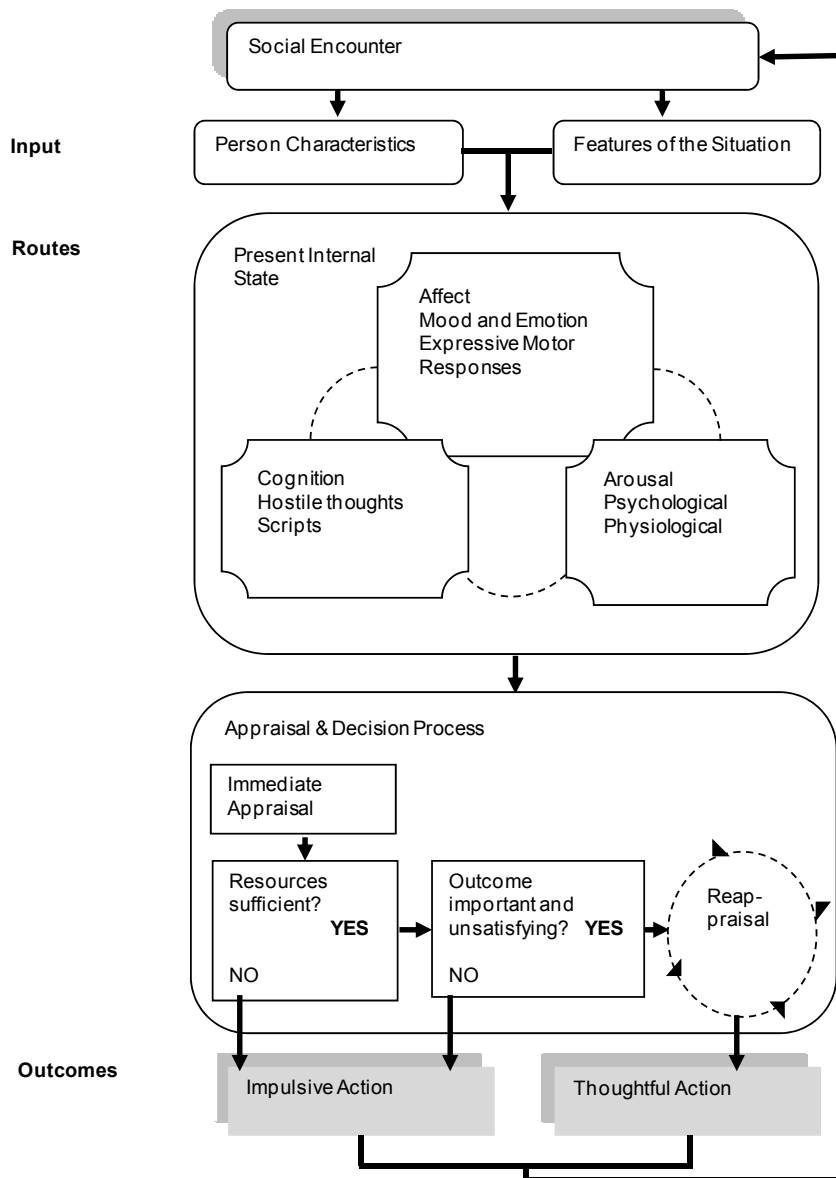 Social Encounter
Input
Person Characteristics
Features of the Situation
Routes
Present Internal
State
Affect
Mood and Emotion
Expressive Motor
Responses
Cognition
Hostile thoughts
Scripts
Arousal
Psychological
Physiological
Appraisal & Decision Process
Immediate
Appraisal
Resources
sufficient?
YES
NO
Outcome
important and
unsatisfying? YES
NO
Reap-
praisal
Outcomes
Impulsive Action
Thoughtful Action